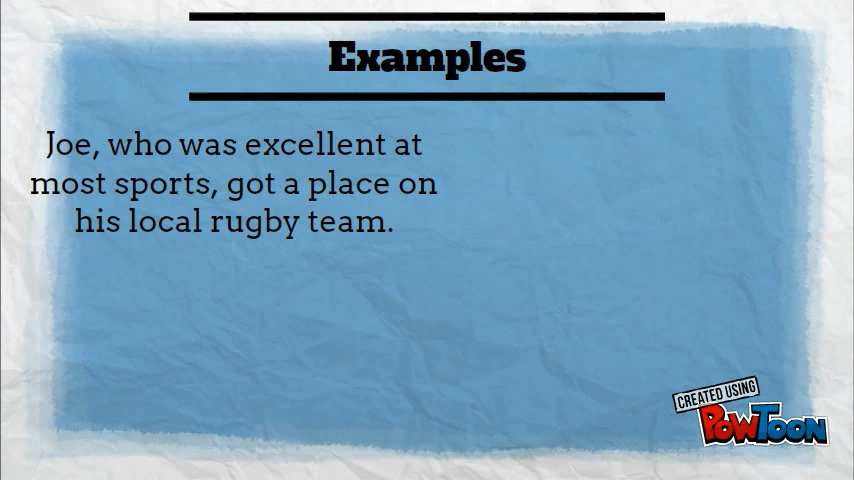 Examples
Joe, who was excellent at
most sports, got a place on
his local rugby team.
CREATED USING
POWTOON